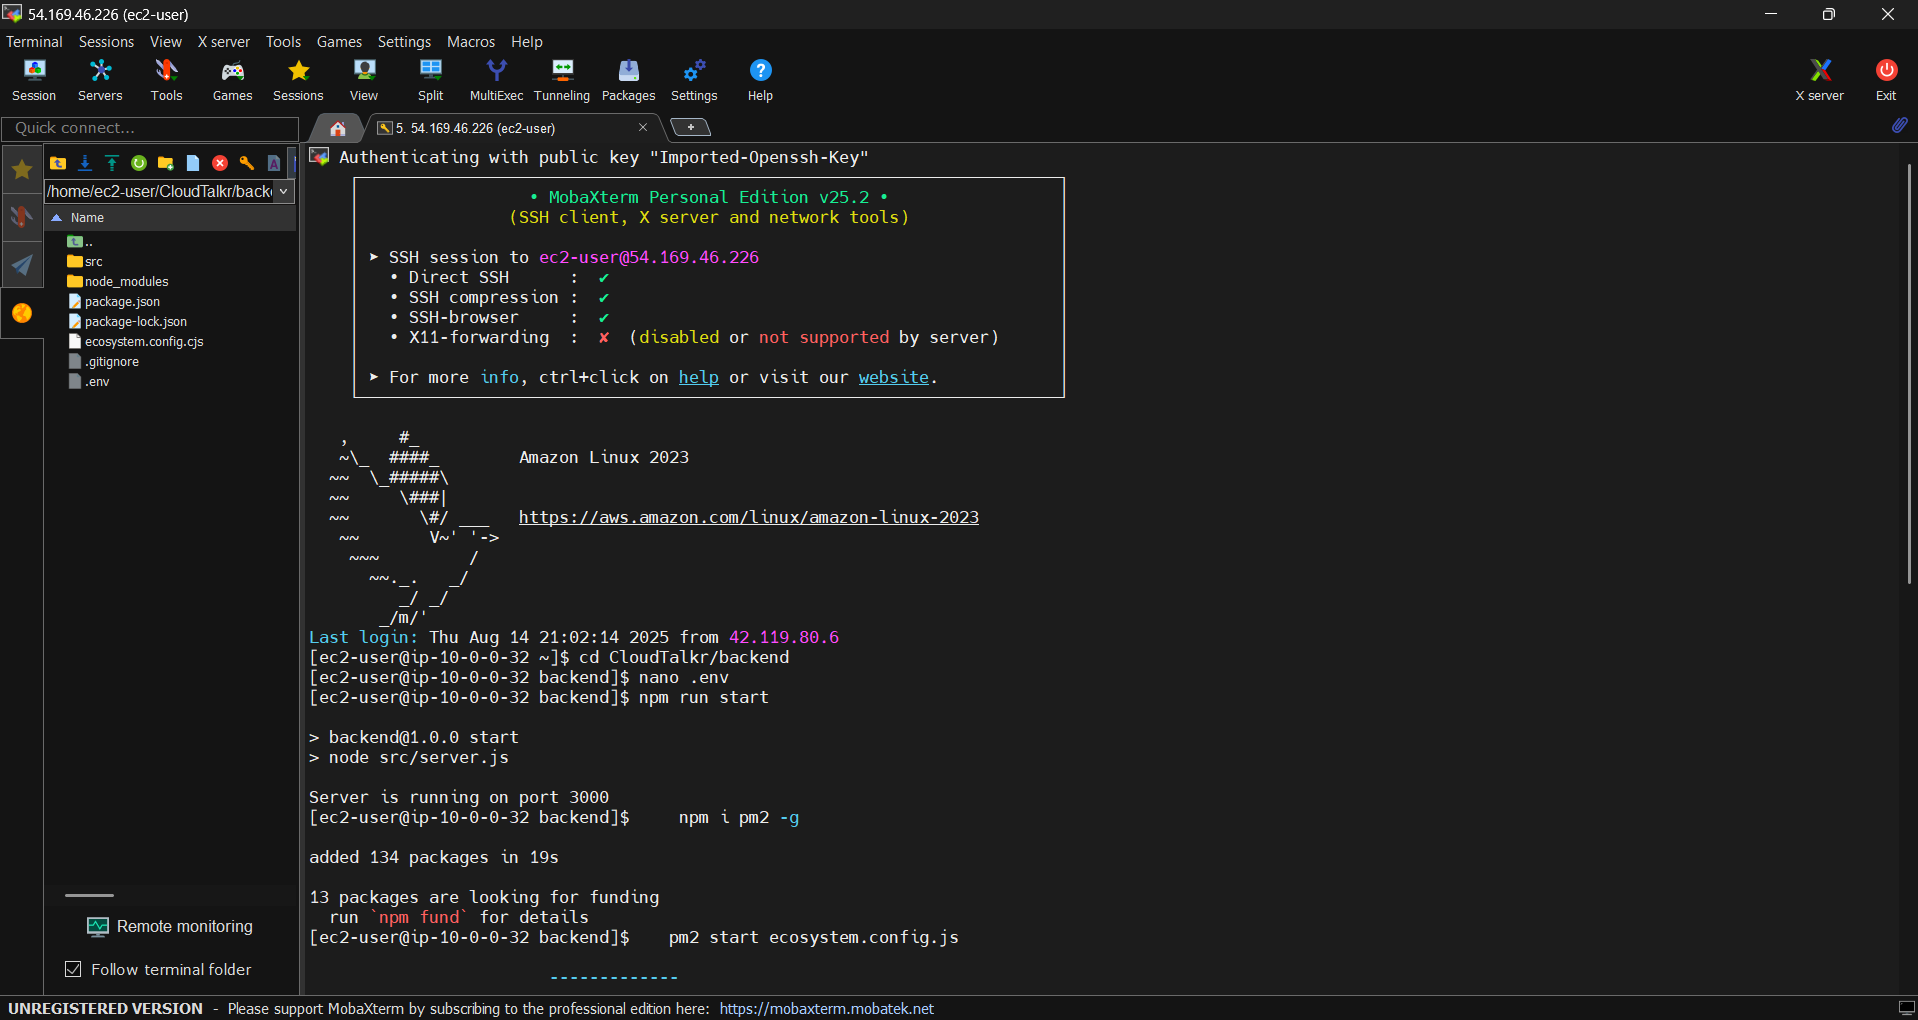 54.169.46.226 (ec2-user)
Terminal Sessions View X server Tools Games Settings Macros Help
Session Servers Tools Games Sessions View Split MultiExec Tunneling Packages Settings Help X server Exit
Quick connect...
5. 54.169.46.226 (ec2-user)
/home/ec2-user/CloudTalkr/back
Name
..
src
node_modules
package.json
package-lock.json
ecosystem.config.cjs
.gitignore
.env
Remote monitoring
Follow terminal folder
Authenticating with public key "Imported-Openssh-Key"
• MobaXterm Personal Edition v25.2 •
(SSH client, X server and network tools)
➤ SSH session to ec2-user@54.169.46.226
• Direct SSH : ✔
• SSH compression : ✔
• SSH-browser : ✔
• X11-forwarding : ✘ (disabled or not supported by server)
➤ For more info, ctrl+click on help or visit our website.
   ,     #_
   ~\_  ####_        Amazon Linux 2023
  ~~  \_#####\
  ~~     \###|
  ~~       \#/ ___   https://aws.amazon.com/linux/amazon-linux-2023
   ~~       V~' '->
    ~~~         /
      ~~._.   _/
         _/ _/
       _/m/'
Last login: Thu Aug 14 21:02:14 2025 from 42.119.80.6
[ec2-user@ip-10-0-0-32 ~]$ cd CloudTalkr/backend
[ec2-user@ip-10-0-0-32 backend]$ nano .env
[ec2-user@ip-10-0-0-32 backend]$ npm run start
> backend@1.0.0 start
> node src/server.js
Server is running on port 3000
[ec2-user@ip-10-0-0-32 backend]$     npm i pm2 -g
added 134 packages in 19s
13 packages are looking for funding
  run `npm fund` for details
[ec2-user@ip-10-0-0-32 backend]$    pm2 start ecosystem.config.js
-------------
UNREGISTERED VERSION - Please support MobaXterm by subscribing to the professional edition here: https://mobaxterm.mobatek.net